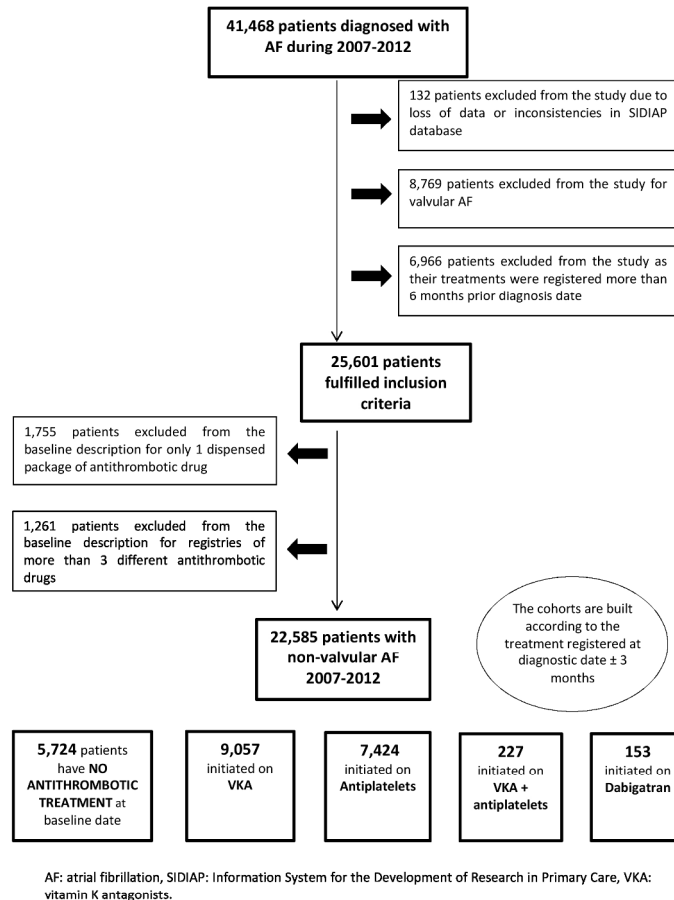 41,468 patients diagnosed with
AF during 2007-2012
132 patients excluded from the study due to
loss of data or inconsistencies in SIDIAP
database
8,769 patients excluded from the study for
valvular AF
6,966 patients excluded from the study as
their treatments were registered more than
6 months prior diagnosis date
25,601 patients
fulfilled inclusion
criteria
1,755 patients excluded from the
baseline description for only 1 dispensed
package of antithrombotic drug
1,261 patients excluded from the
baseline description for registries of
more than 3 different antithrombotic
drugs
22,585 patients with
non-valvular AF
2007-2012
The cohorts are built
according to the
treatment registered at
diagnostic date ± 3
months
5,724 patients
have NO
ANTITHROMBOTIC
TREATMENT at
baseline date
9,057
initiated on
VKA
7,424
initiated on
Antiplatelets
227
initiated on
VKA +
antiplatelets
153
initiated on
Dabigatran
AF: atrial fibrillation, SIDIAP: Information System for the Development of Research in Primary Care, VKA:
vitamin K antagonists.